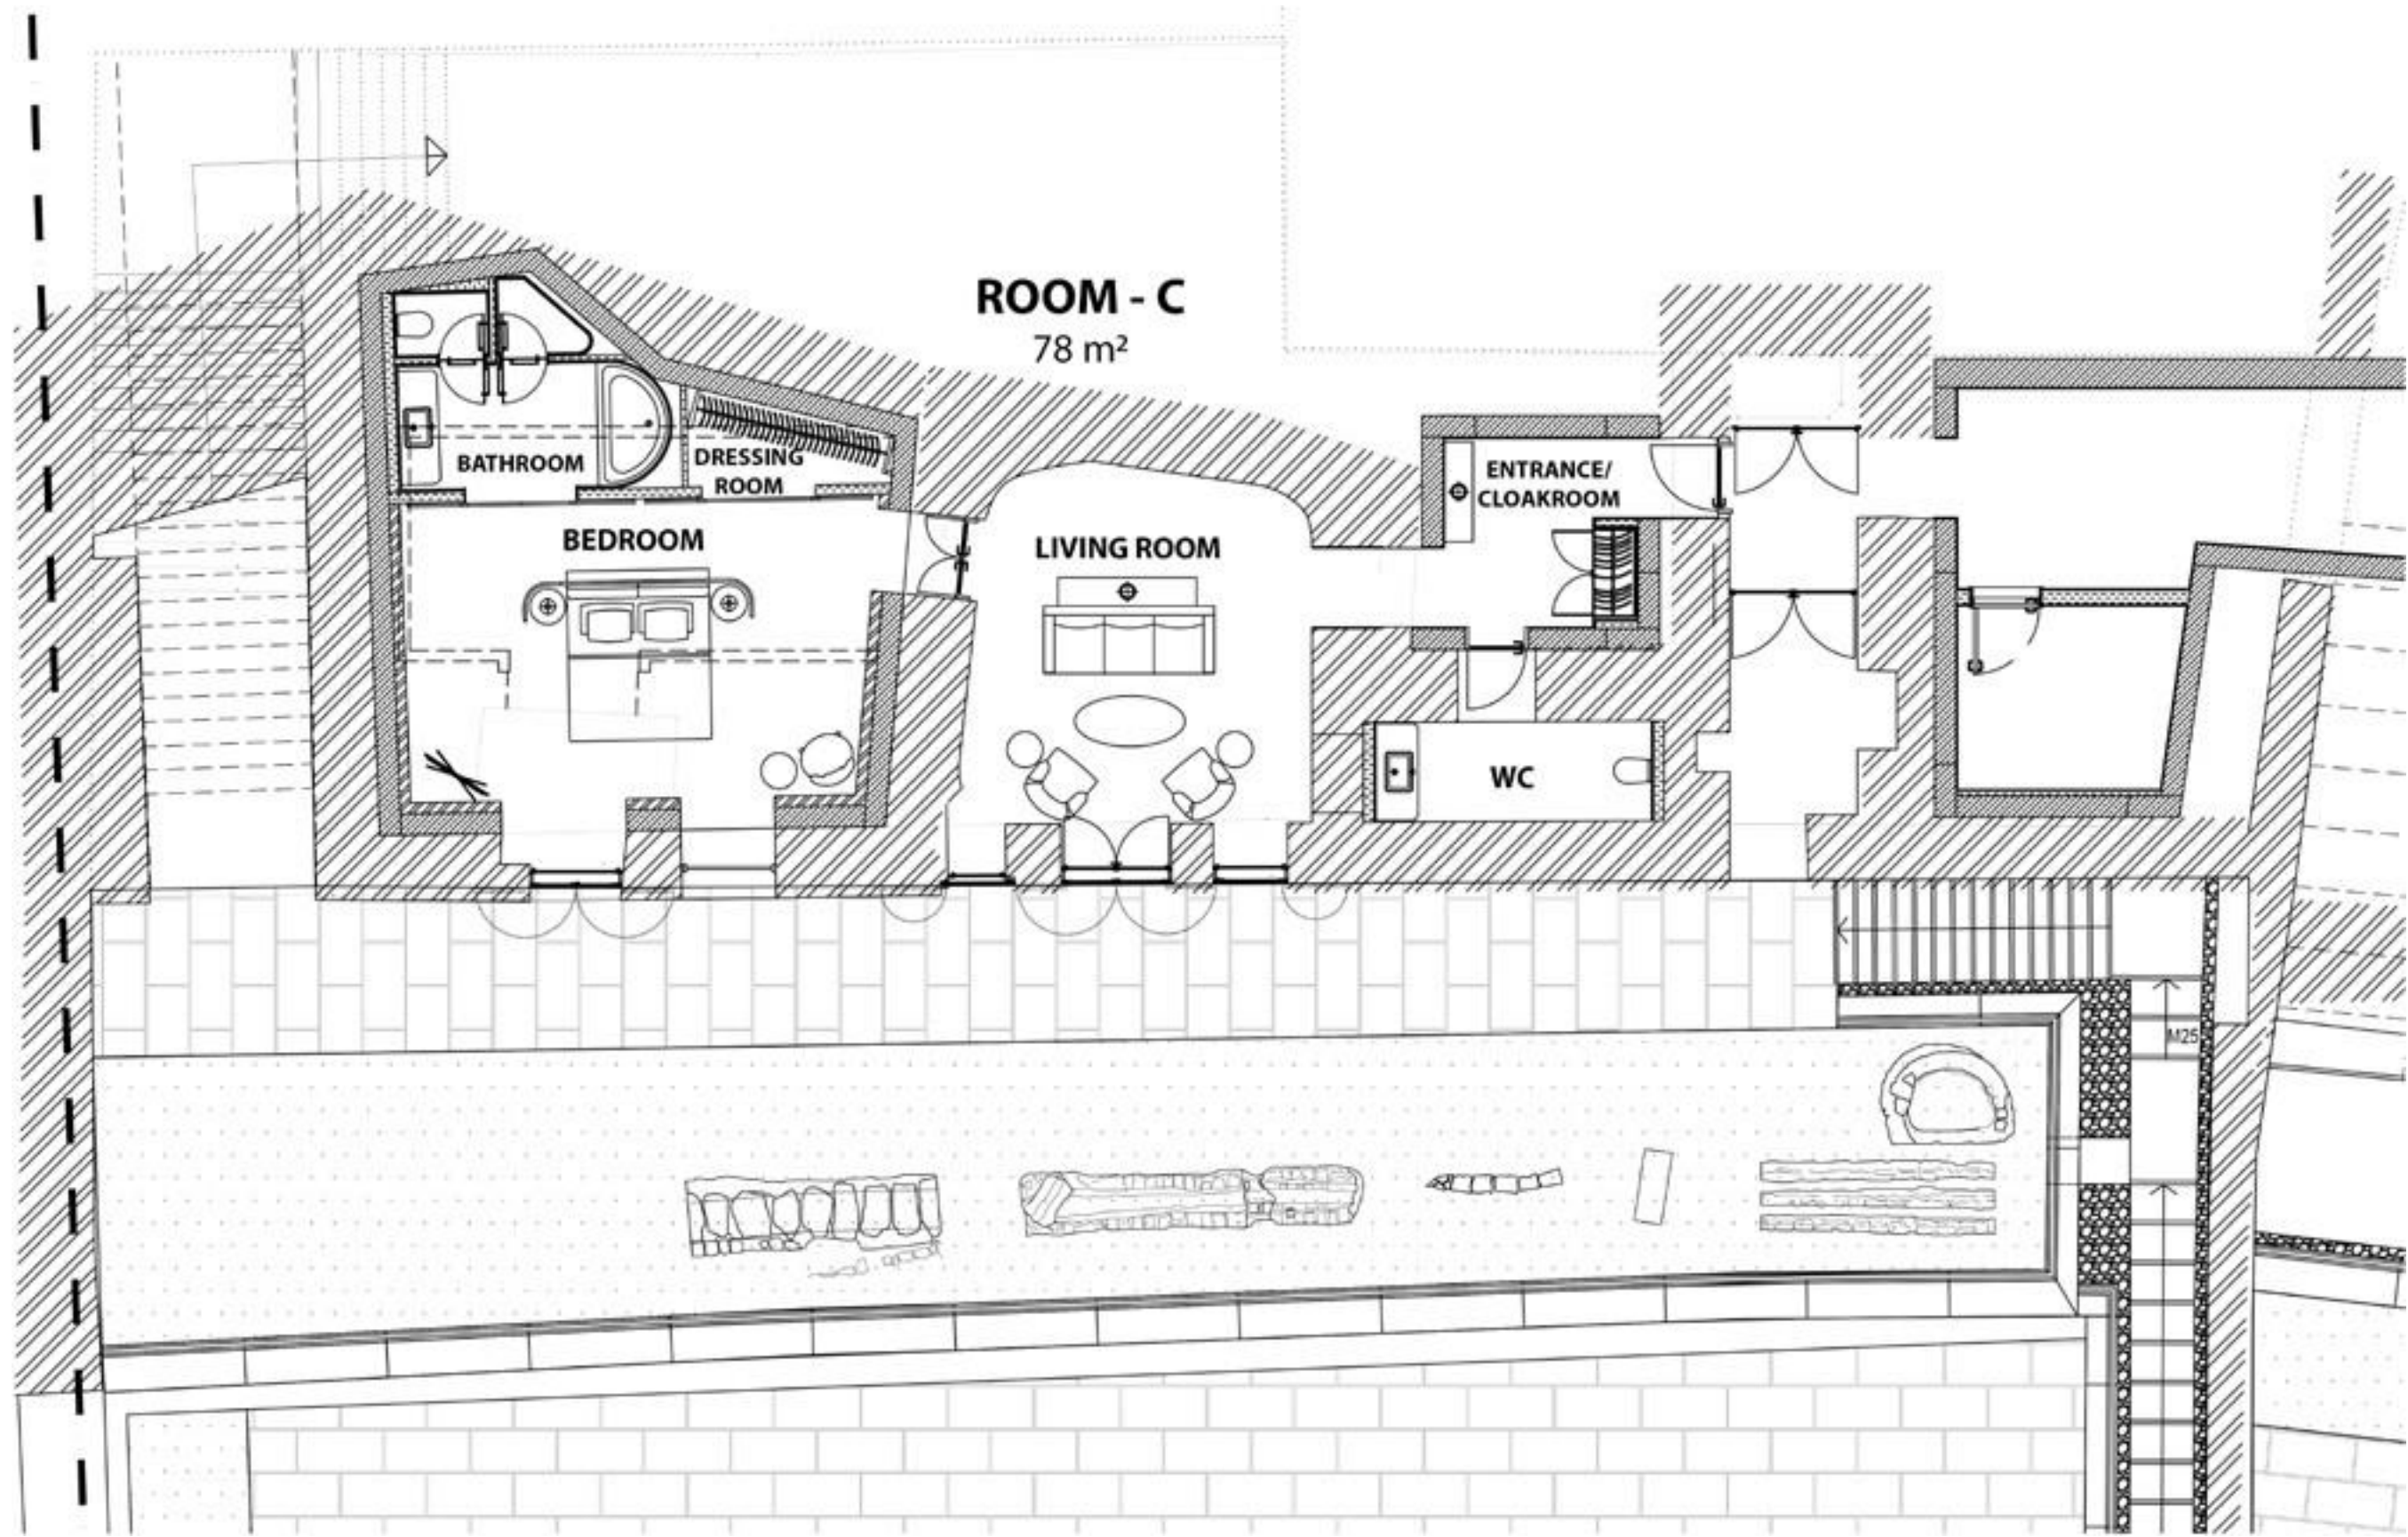 ROOM - C
78 m²
BATHROOM
DRESSING
ROOM
ENTRANCE/
CLOAKROOM
BEDROOM
LIVING ROOM
WC
M25